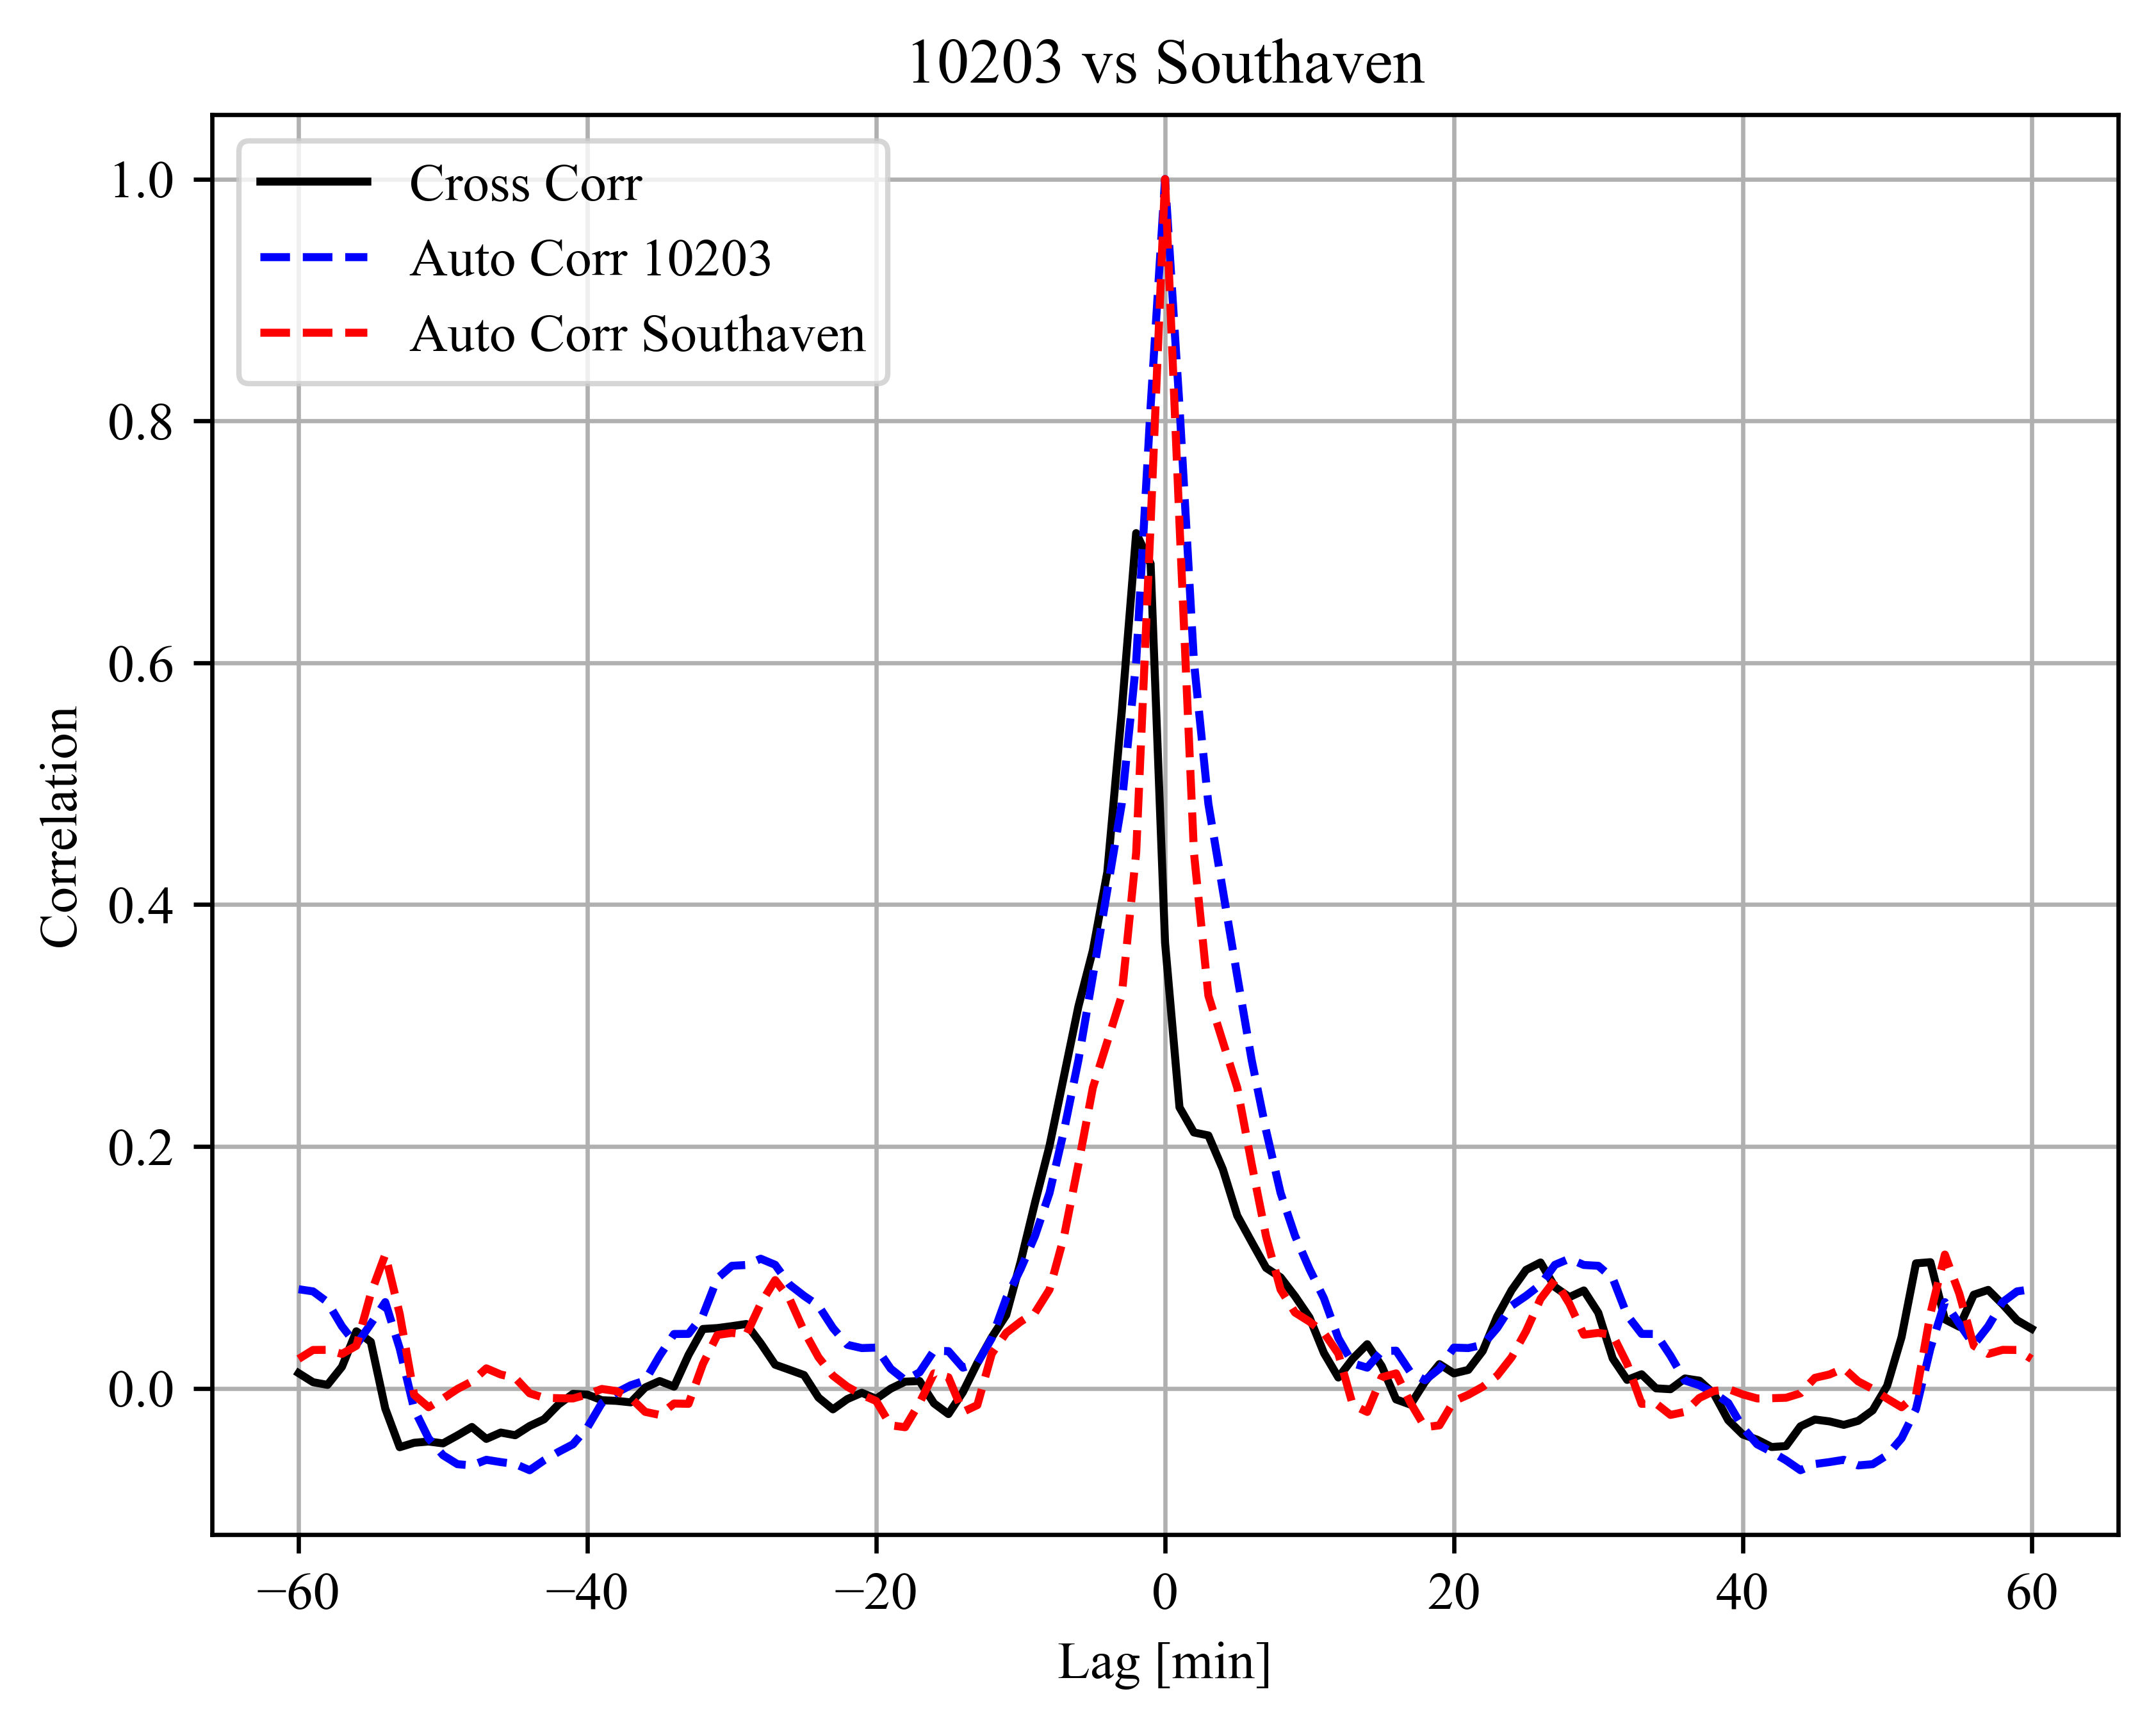 10203 vs Southaven
Cross Corr
Auto Corr 10203
Auto Corr Southaven
1.0
0.8
0.6
0.4
0.2
0.0
Correlation
−60
−40
−20
0
20
40
60
Lag [min]